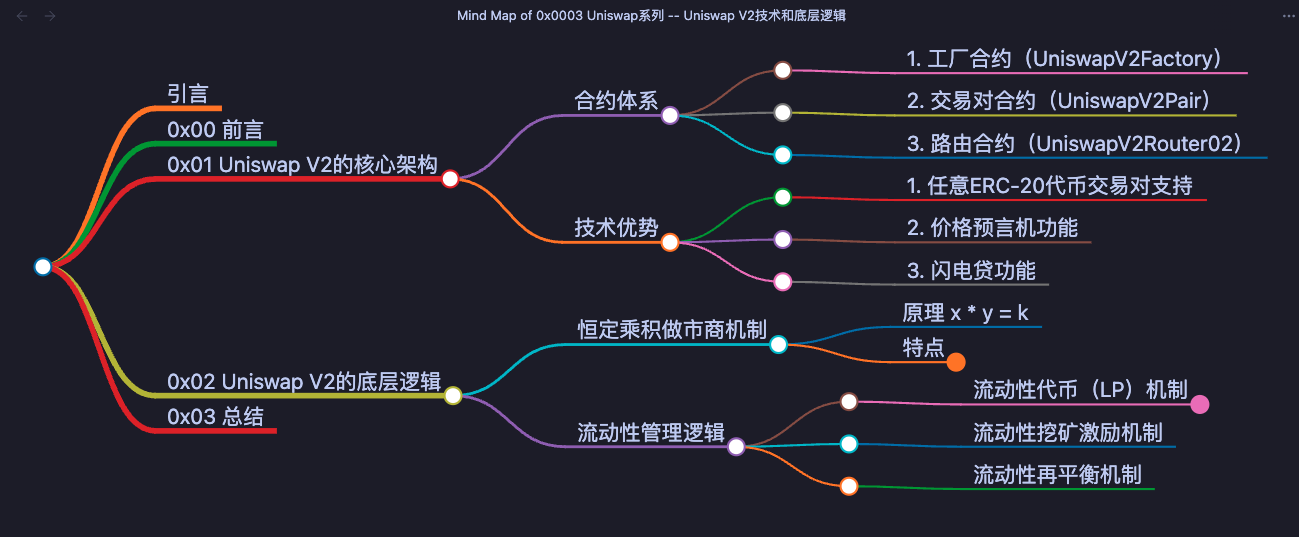 Mind Map of 0x0003 Uniswap系列 -- Uniswap V2技术和底层逻辑
引言
0x00 前言
0x01 Uniswap V2的核心架构
合约体系
1. 工厂合约（UniswapV2Factory）
2. 交易对合约（UniswapV2Pair）
3. 路由合约（UniswapV2Router02）
技术优势
1. 任意ERC-20代币交易对支持
2. 价格预言机功能
3. 闪电贷功能
0x02 Uniswap V2的底层逻辑
恒定乘积做市商机制
原理 x * y = k
特点
流动性管理逻辑
流动性代币（LP）机制
流动性挖矿激励机制
流动性再平衡机制
0x03 总结